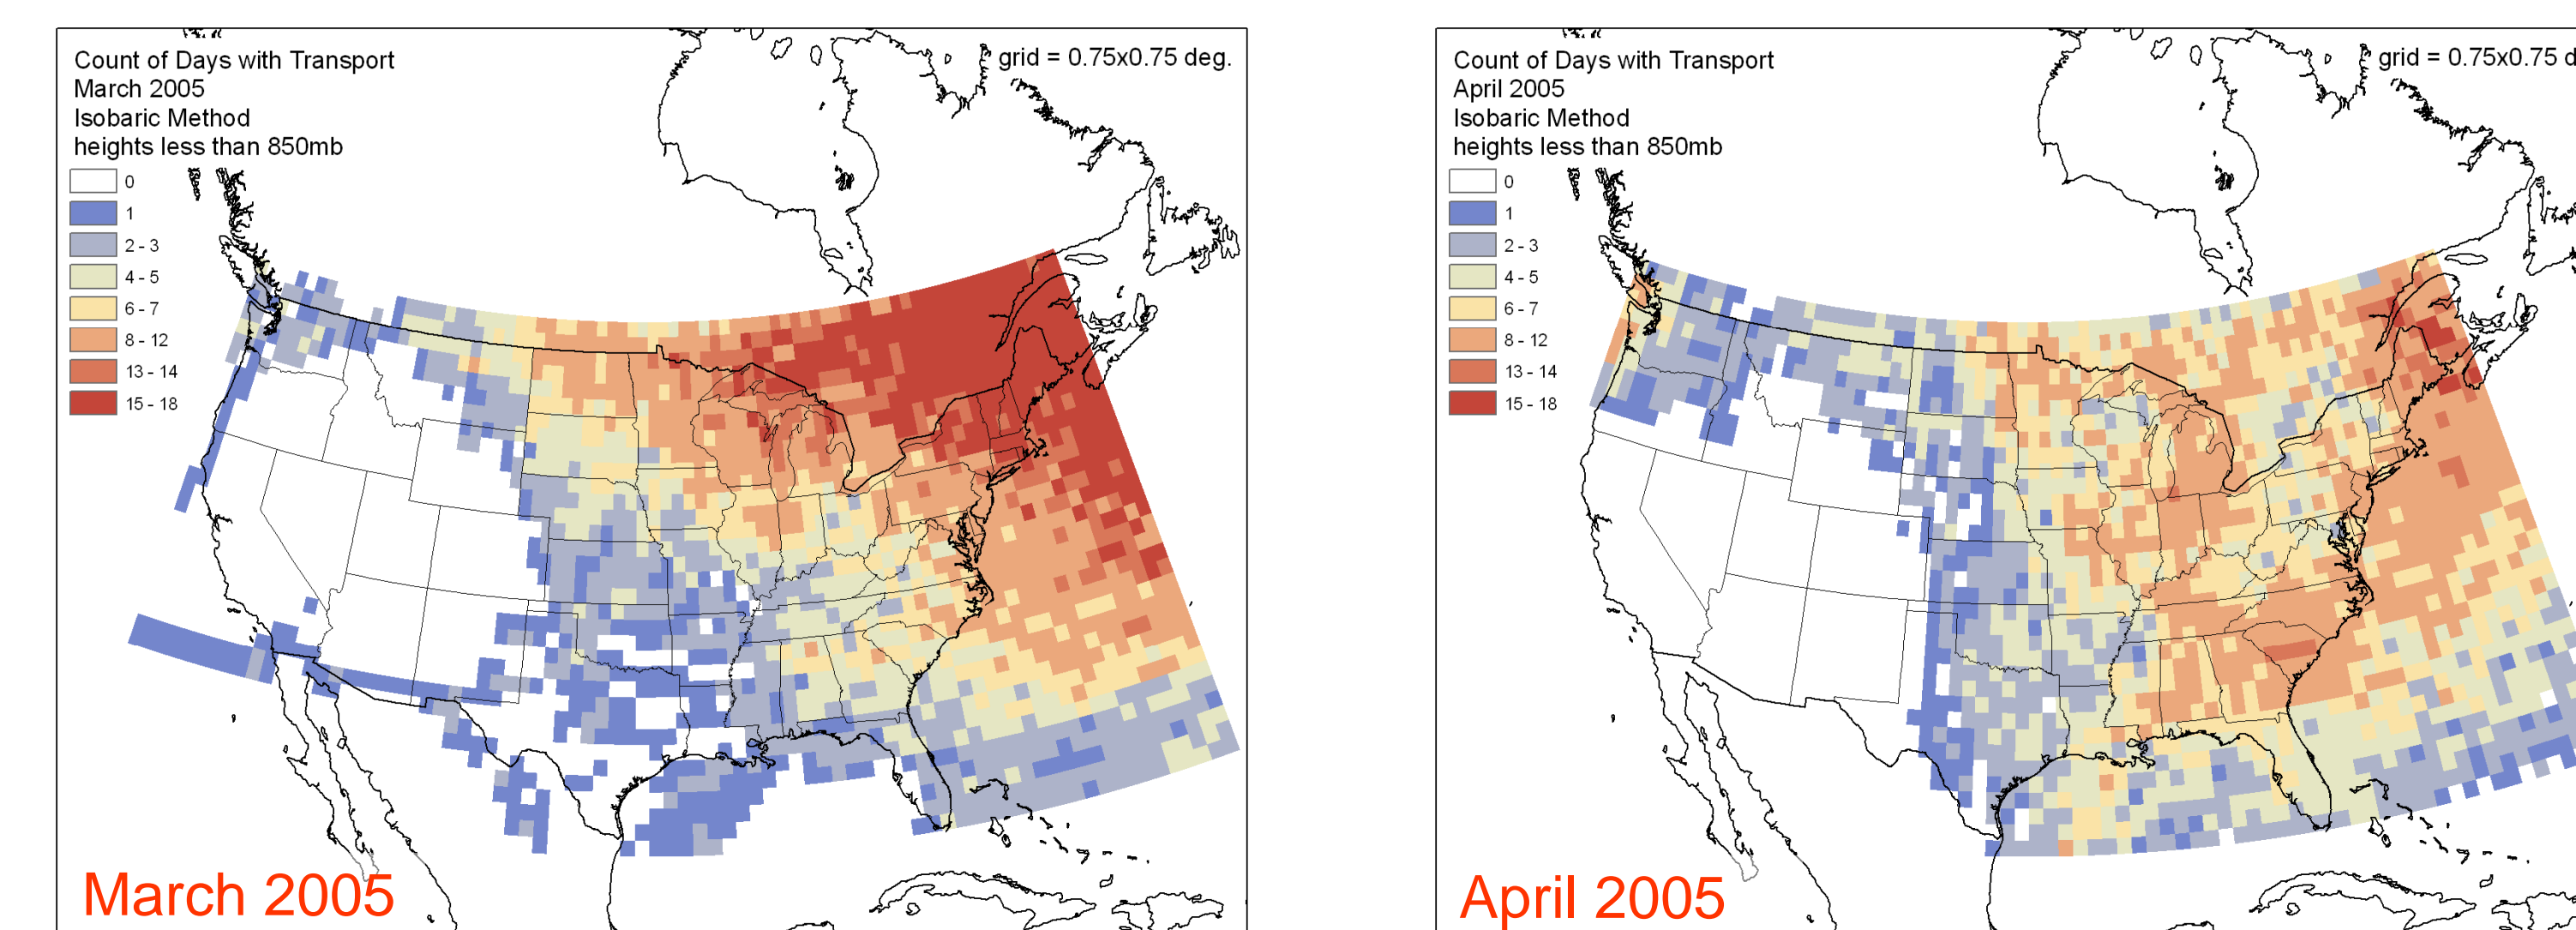 Count of Days with Transport
March 2005
Isobaric Method
heights less than 850mb
grid = 0.75x0.75 deg.
0
1
2 - 3
4 - 5
6 - 7
8 - 12
13 - 14
15 - 18
March 2005
Count of Days with Transport
April 2005
Isobaric Method
heights less than 850mb
grid = 0.75x0.75 d
0
1
2 - 3
4 - 5
6 - 7
8 - 12
13 - 14
15 - 18
April 2005